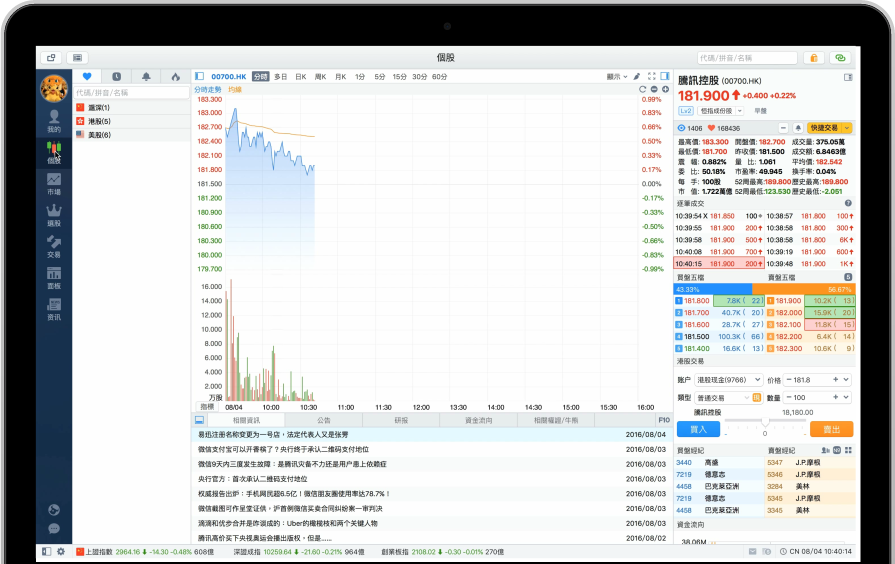 個股
代碼/拼音/名稱
代碼/拼音/名稱
滬深(1)
港股(5)
美股(6)
我的
個股
市場
選股
交易
面板
资讯
00700.HK 分時 多日 日K 周K 月K 1分 5分 15分 30分 60分 顯示
分時走勢 均線
183.300 0.99%
183.000 0.83%
182.700 0.66%
182.400 0.50%
182.100 0.33%
181.800 0.17%
181.500 0.00%
181.200 -0.17%
180.900 -0.33%
180.600 -0.50%
180.300 -0.66%
180.000 -0.83%
179.700 -0.99%
16.000
14.000
12.000
10.000
8.000
6.000
4.000
2.000
万股
指標 08/04 10:00 10:30 11:00 11:30 13:00 13:30 14:00 14:30 15:00 15:30 16:00
相關資訊 公告 研报 資金流向 相關權證/牛熊 F10
易迅注册名称变更为一号店，法定代表人又是张勇 2016/08/04
微信支付宝可以开香槟了？央行终于承认二维码支付地位 2016/08/03
微信9天内三度发生故障：是腾讯灾备不力还是用户患上依赖症 2016/08/03
央行官方：首次承认二维码支付地位 2016/08/03
权威报告出炉：手机网民超6.5亿！微信朋友圈使用率达78.7%！ 2016/08/03
微信截图可作呈堂证供，沪首例微信买卖合同纠纷案一审判决 2016/08/03
滴滴和优步合并是咋谈成的：Uber的橄榄枝和两个关键人物 2016/08/03
腾讯高价买下央视奥运会播出版权，但是...... 2016/08/02
騰訊控股 (00700.HK)
181.900 +0.400 +0.22%
Lv2 恒指成份股
1406 168436 快捷交易
最高價: 183.300 開盤價: 182.700 成交量: 375.05萬
最低價: 181.700 昨收價: 181.500 成交額: 6.8463億
震 幅: 0.882% 量 比: 1.061 平均價: 182.542
委 比: 50.18% 市盈率: 49.945 換手率: 0.04%
每 手: 100股 52周最高:189.800 歷史最高:189.800
市 值: 1.722萬億 52周最低:123.530 歷史最低:-2.051
逐筆成交
10:39:54 X 181.850 100 10:38:57 181.800 100
10:39:55 181.900 200 10:38:58 181.800 300
10:39:58 181.900 500 10:38:58 181.800 6K
10:40:08 181.900 700 10:39:19 181.900 600
10:40:15 181.900 200 10:39:48 181.900 1K
買盤五檔 賣盤五檔 5
43.33% 56.67%
1 181.800 7.8K ( 22) 1 181.900 10.2K ( 13)
2 181.700 40.7K ( 20) 2 182.000 15.9K ( 20)
3 181.600 28.7K ( 27) 3 182.100 11.8K ( 15)
4 181.500 100.3K ( 66) 4 182.200 6.4K ( 14)
5 181.400 16.6K ( 13) 5 182.300 10.6K ( 9)
港股交易
账户 港股现金(9766) 价格 181.8
類型 普通交易 数量 100
騰訊控股 18,180.00
買入 - 0 - 賣出
買盤經紀 賣盤經紀
3440 高盛 5347 J.P.摩根
7219 德意志 5346 J.P.摩根
4458 巴克萊亞洲 3284 美林
7219 德意志 5345 J.P.摩根
4458 巴克萊亞洲 3345 美林
資金流向
38.06M
上證指數 2964.16 -14.30 -0.48% 608億 深證成指 10259.64 -21.60 -0.21% 964億 創業板指 2108.02 -0.30 -0.01% 270億 CN 08/04 10:40:14